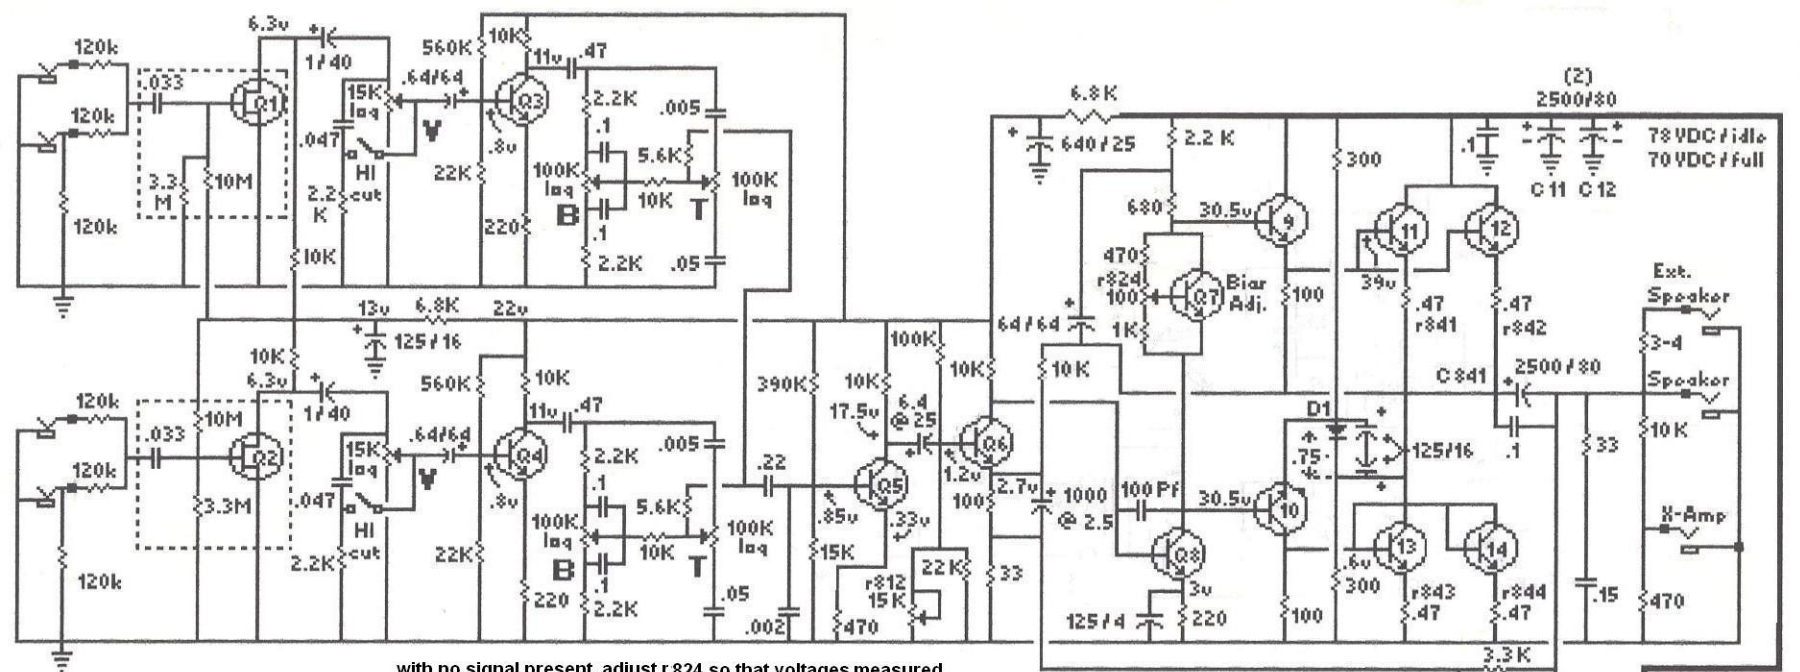 120k
120k
120k
.033
3.3
M
10M
6.3v
Q1
+
1/40
15K
log
.047
HI
cut
2.2
K
10K
.64/64
+
V
560K
10K
11v
.47
Q3
.8v
22K
220
2.2K
.1
100K
log
B
.1
2.2K
5.6K
10K
T
.005
100K
log
.05
13v
6.8K
22v
+
125/16
120k
120k
120k
.033
10M
3.3M
10K
6.3v
Q2
+
1/40
15K
log
.047
HI
cut
2.2K
.64/64
+
V
560K
10K
11v
.47
Q4
.8v
22K
220
2.2K
.1
100K
log
B
.1
2.2K
5.6K
10K
T
.005
100K
log
.05
.22
.002
390K
15K
10K
17.5v
+
Q5
.85v
.33v
470
6.4
@ 25
+
100K
1.2v
r812
15K
22K
10K
Q6
100
2.7v
33
6.8K
+
640/25
64/64
+
10K
+
1000
@ 2.5
100 Pf
2.2 K
680
470
r824
100
1K
Q7
Bias
Adj.
30.5v
9
100
Q8
3v
125/4
220
30.5v
10
100
300
D1
+
.75
+
+
125/16
+
300
11
39v
.47
r841
12
.47
r842
13
.6v
r843
.47
14
r844
.47
C841
+
2500/80
.1
3.3K
33
.15
(2)
2500/80
.1
+
-
+
-
C11
C12
78 VDC/idle
70 VDC/full
Ext.
Speaker
3-4
Speaker
10K
X-Amp
470
with no signal present, adjust r 824 so that voltages measured